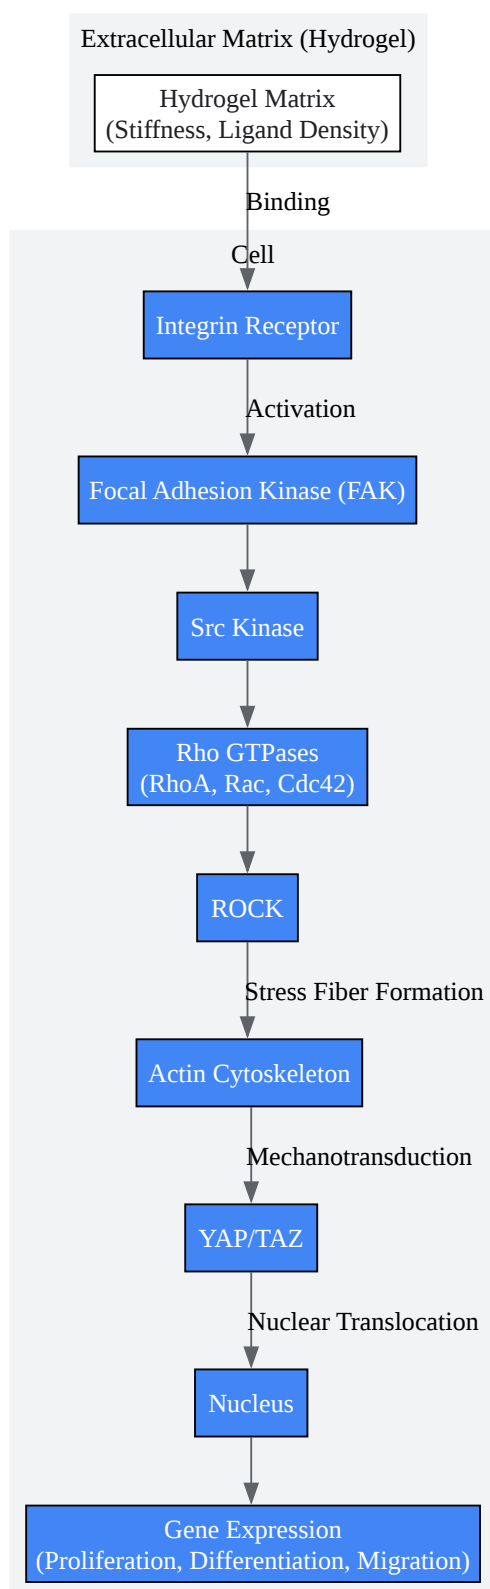 Extracellular Matrix (Hydrogel)
Hydrogel Matrix
(Stiffness, Ligand Density)
Binding
Cell
Integrin Receptor
Activation
Focal Adhesion Kinase (FAK)
Src Kinase
Rho GTPases
(RhoA, Rac, Cdc42)
ROCK
Stress Fiber Formation
Actin Cytoskeleton
Mechanotransduction
YAP/TAZ
Nuclear Translocation
Nucleus
Gene Expression
(Proliferation, Differentiation, Migration)